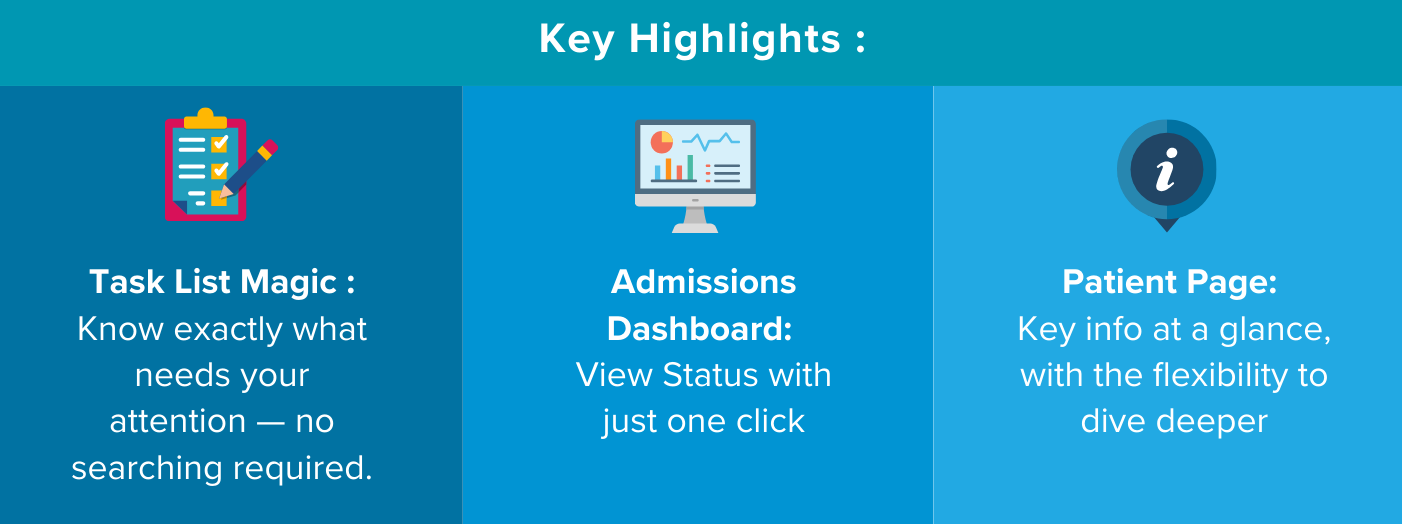 Key Highlights :
Task List Magic :
Know exactly what
needs your
attention — no
searching required.
Admissions
Dashboard:
View Status with
just one click
i
Patient Page:
Key info at a glance,
with the flexibility to
dive deeper